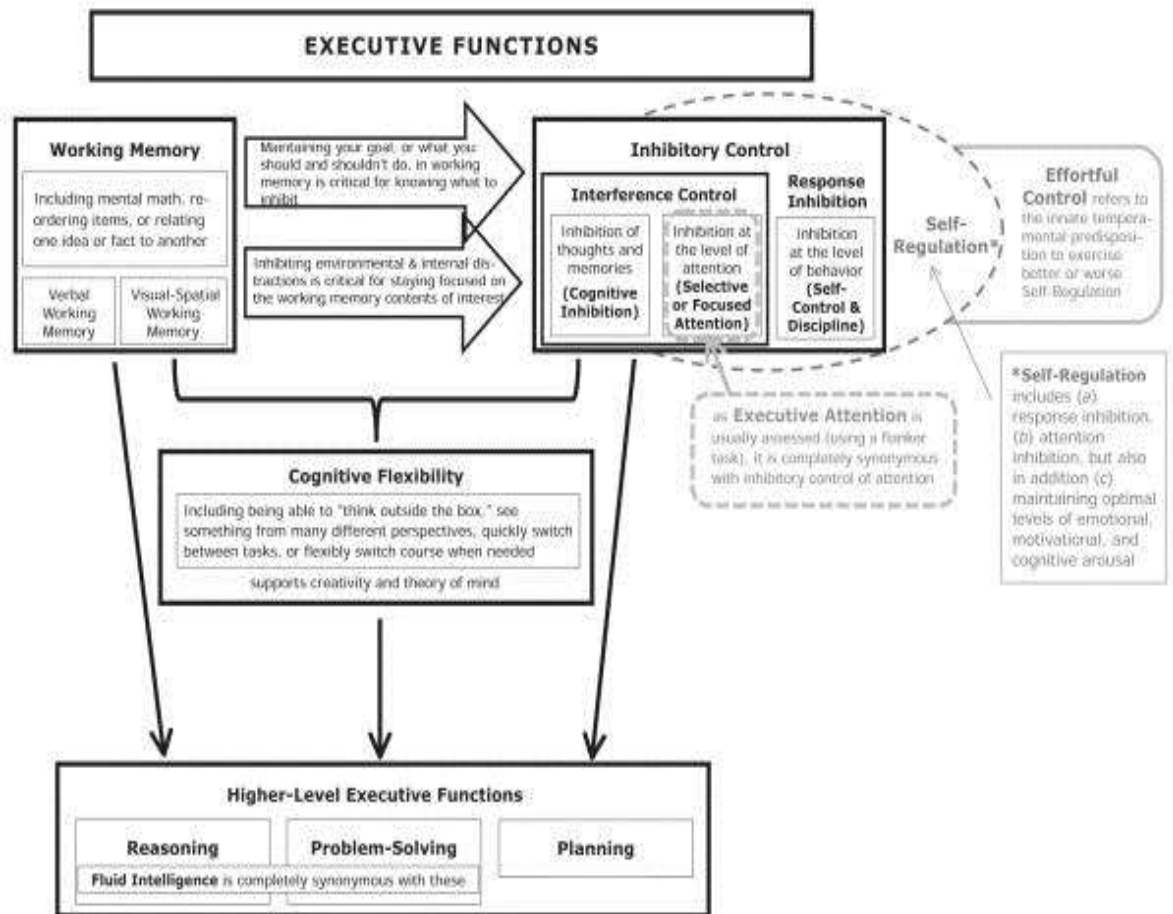 EXECUTIVE FUNCTIONS
Working Memory
Including mental math, re-
ordering items, or relating
one idea or fact to another
Verbal
Working
Memory
Visual-Spatial
Working
Memory
Maintaining your goal, or what you
should and shouldn't do, in working
memory is critical for knowing what to
inhibit
Inhibiting environmental & internal dis-
tractions is critical for staying focused on
the working memory contents of interest
Inhibitory Control
Interference Control
Inhibition of
thoughts and
memories
(Cognitive
Inhibition)
Inhibition at
the level of
attention
(Selective
or Focused
Attention)
Response
Inhibition
Inhibition
at the level
of behavior
(Self-
Control &
Discipline)
Self-
Regulation*
Effortful
Control refers to
the innate tempera-
mental predisposi-
tion to exercise
better or worse
Self-Regulation
*Self-Regulation
includes (a)
response inhibition,
(b) attention
inhibition, but also
in addition (c)
maintaining optimal
levels of emotional,
motivational, and
cognitive arousal
as Executive Attention is
usually assessed (using a flanker
task), it is completely synonymous
with inhibitory control of attention
Cognitive Flexibility
Including being able to "think outside the box," see
something from many different perspectives, quickly switch
between tasks, or flexibly switch course when needed
supports creativity and theory of mind
Higher-Level Executive Functions
Reasoning
Problem-Solving
Planning
Fluid Intelligence is completely synonymous with these